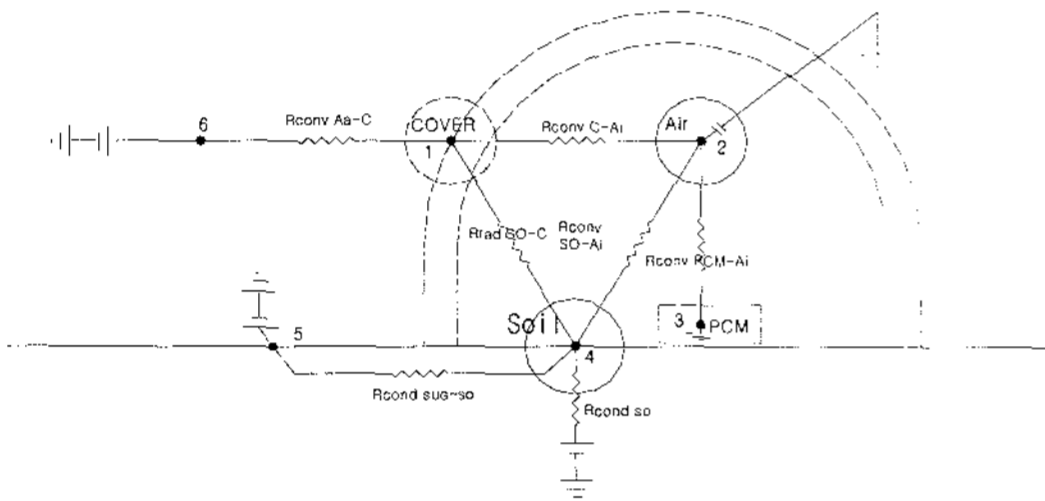 6
Rconv Aa-C
COVER
1
Rconv C-Ai
Air
2
Rrad SO-C
Rconv
SO-Ai
Rconv PCM-Ai
Soil
3
PCM
5
4
Rcond sus-so
Rcond so